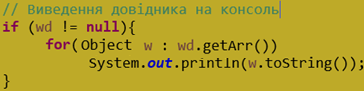 // Виведення довідника на консоль
if (wd != null){
for(Object w : wd.getArr())
System.out.println(w.toString());
}